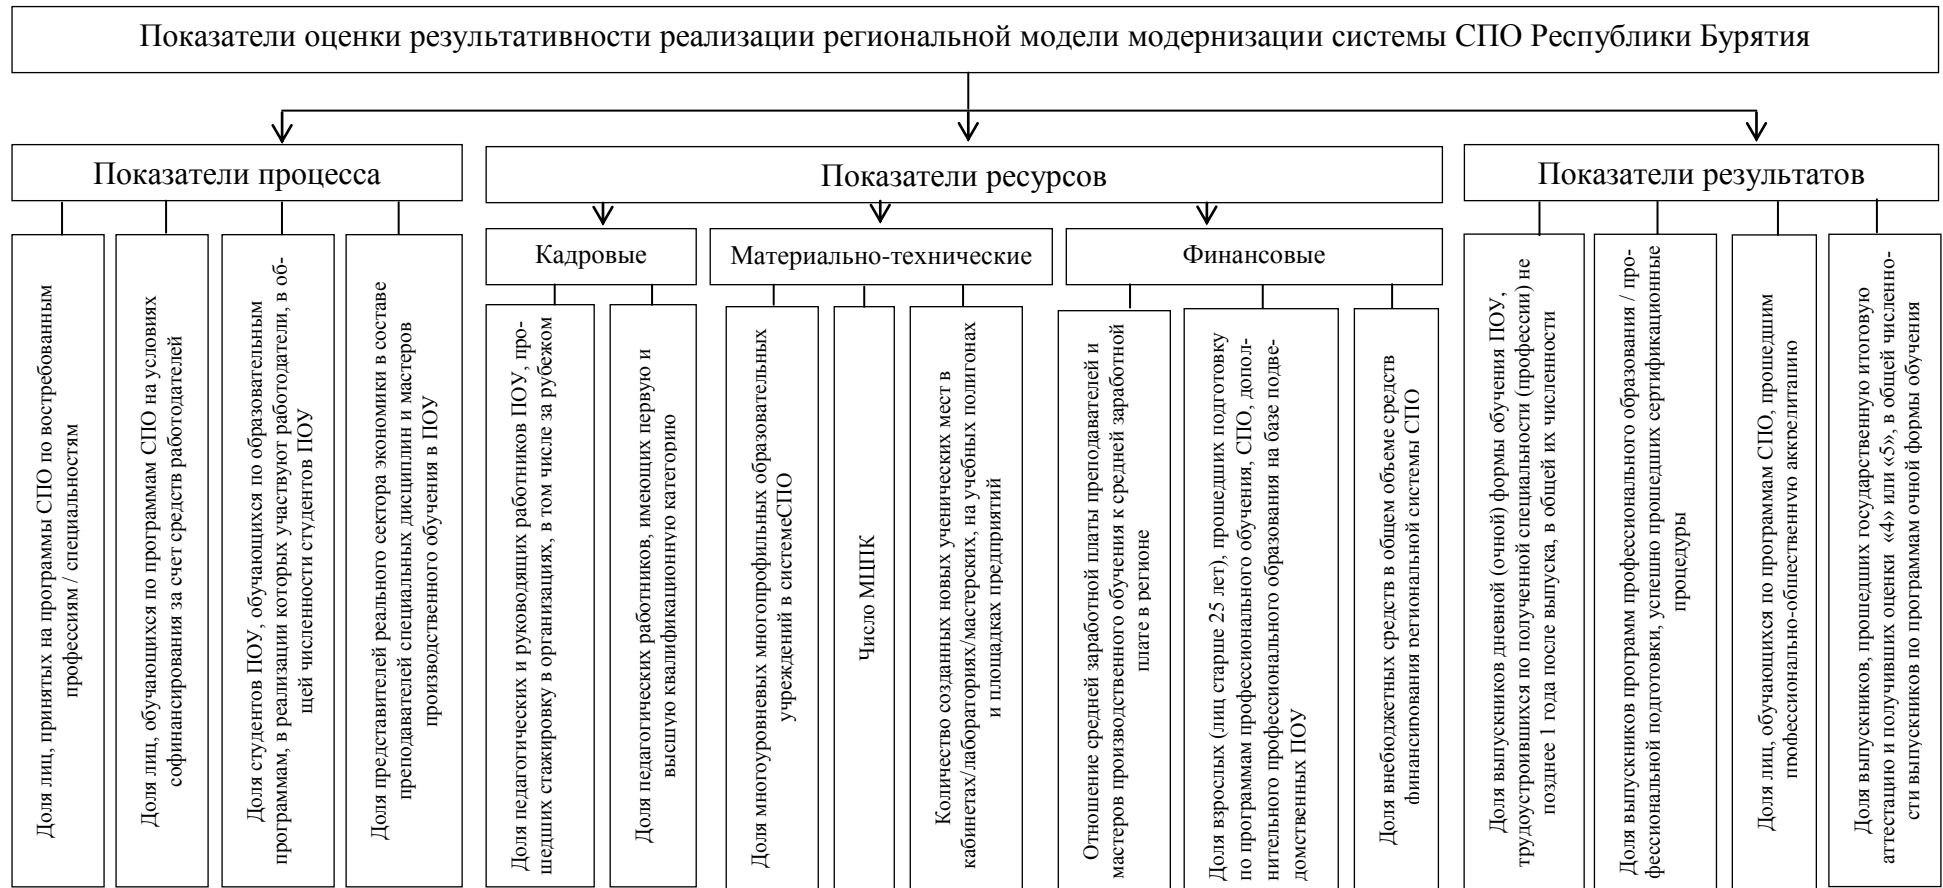 Показатели оценки результативности реализации региональной модели модернизации системы СПО Республики Бурятия
Показатели процесса
Показатели ресурсов
Показатели результатов
Кадровые
Материально-технические
Финансовые
Доля лиц, принятых на программы СПО по востребованным
профессиям / специальностям
Доля лиц, обучающихся по программам СПО на условиях
софинансирования за счет средств работодателей
Доля студентов ПОУ, обучающихся по образовательным
программам, в реализации которых участвуют работодатели, в об-
щей численности студентов ПОУ
Доля представителей реального сектора экономики в составе
преподавателей специальных дисциплин и мастеров
производственного обучения в ПОУ
Доля педагогических и руководящих работников ПОУ, про-
шедших стажировку в организациях, в том числе за рубежом
Доля педагогических работников, имеющих первую и
высшую квалификационную категорию
Доля многоуровневых многопрофильных образовательных
учреждений в системеСПО
Число МЦПК
Количество созданных новых ученических мест в
кабинетах/лабораториях/мастерских, на учебных полигонах
и площадках предприятий
Отношение средней заработной платы преподавателей и
мастеров производственного обучения к средней заработной
плате в регионе
Доля взрослых (лиц старше 25 лет), прошедших подготовку
по программам профессионального обучения, СПО, допол-
нительного профессионального образования на базе подве-
домственных ПОУ
Доля внебюджетных средств в общем объеме средств
финансирования региональной системы СПО
Доля выпускников дневной (очной) формы обучения ПОУ,
трудоустроившихся по полученной специальности (профессии) не
позднее 1 года после выпуска, в общей их численности
Доля выпускников программ профессионального образования / про-
фессиональной подготовки, успешно прошедших сертификационные
процедуры
Доля лиц, обучающихся по программам СПО, прошедшим
профессионально-общественную аккредитацию
Доля выпускников, прошедших государственную итоговую
аттестацию и получивших оценки «4» или «5», в общей численно-
сти выпускников по программам очной формы обучения